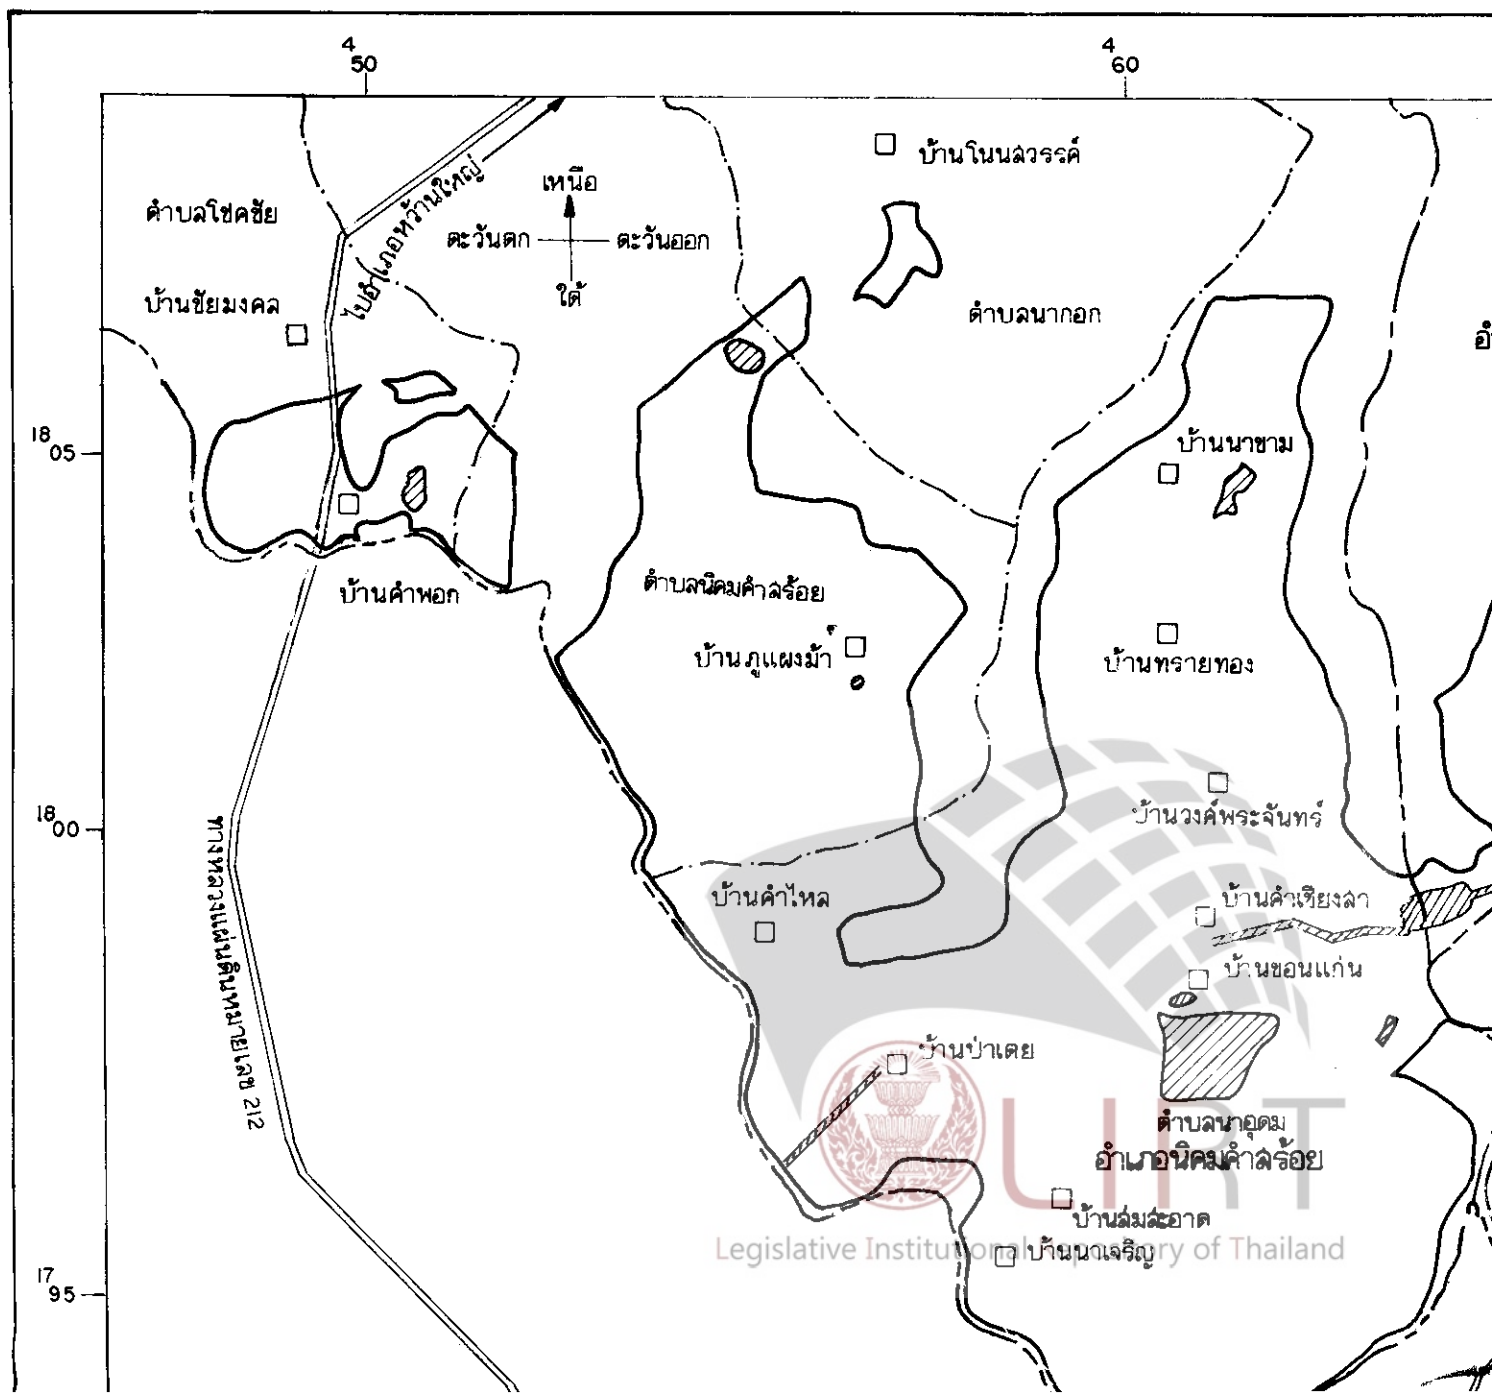 4
50
4
60
บ้านโนนสวรรค์
ไปอำเภอหว้านใหญ่
เหนือ
ตำบลโชคชัย
ตะวันตก
ตะวันออก
ใต้
บ้านชัยมงคล
ตำบลนากอก
อำ
18
05
บ้านนาขาม
บ้านคำพอก
ตำบลนิคมคำสร้อย
บ้านภูแผงม้า
บ้านทรายทอง
18
00
บ้านวงค์พระจันทร์
บ้านคำไหล
บ้านคำเชียงสา
บ้านขอนแก่น
ทางหลวงแผ่นดินหมายเลข 212
บ้านป่าเตย
LIRT
ตำบลนาอุดม
อำเภอนิคมคำสร้อย
บ้านส่มสะอาด
Legislative Institutional Repository of Thailand
บ้านนาเจริญ
17
95